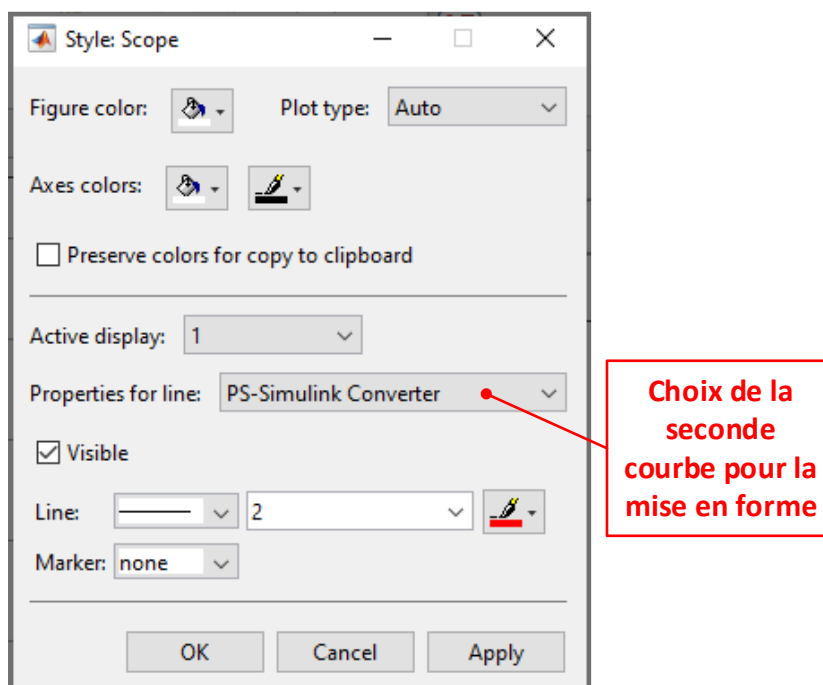 Style: Scope
Figure color:
Plot type: Auto
Axes colors:
Preserve colors for copy to clipboard
Active display: 1
Properties for line: PS-Simulink Converter
Choix de la
seconde
courbe pour la
mise en forme
Visible
Line: 2
Marker: none
OK Cancel Apply